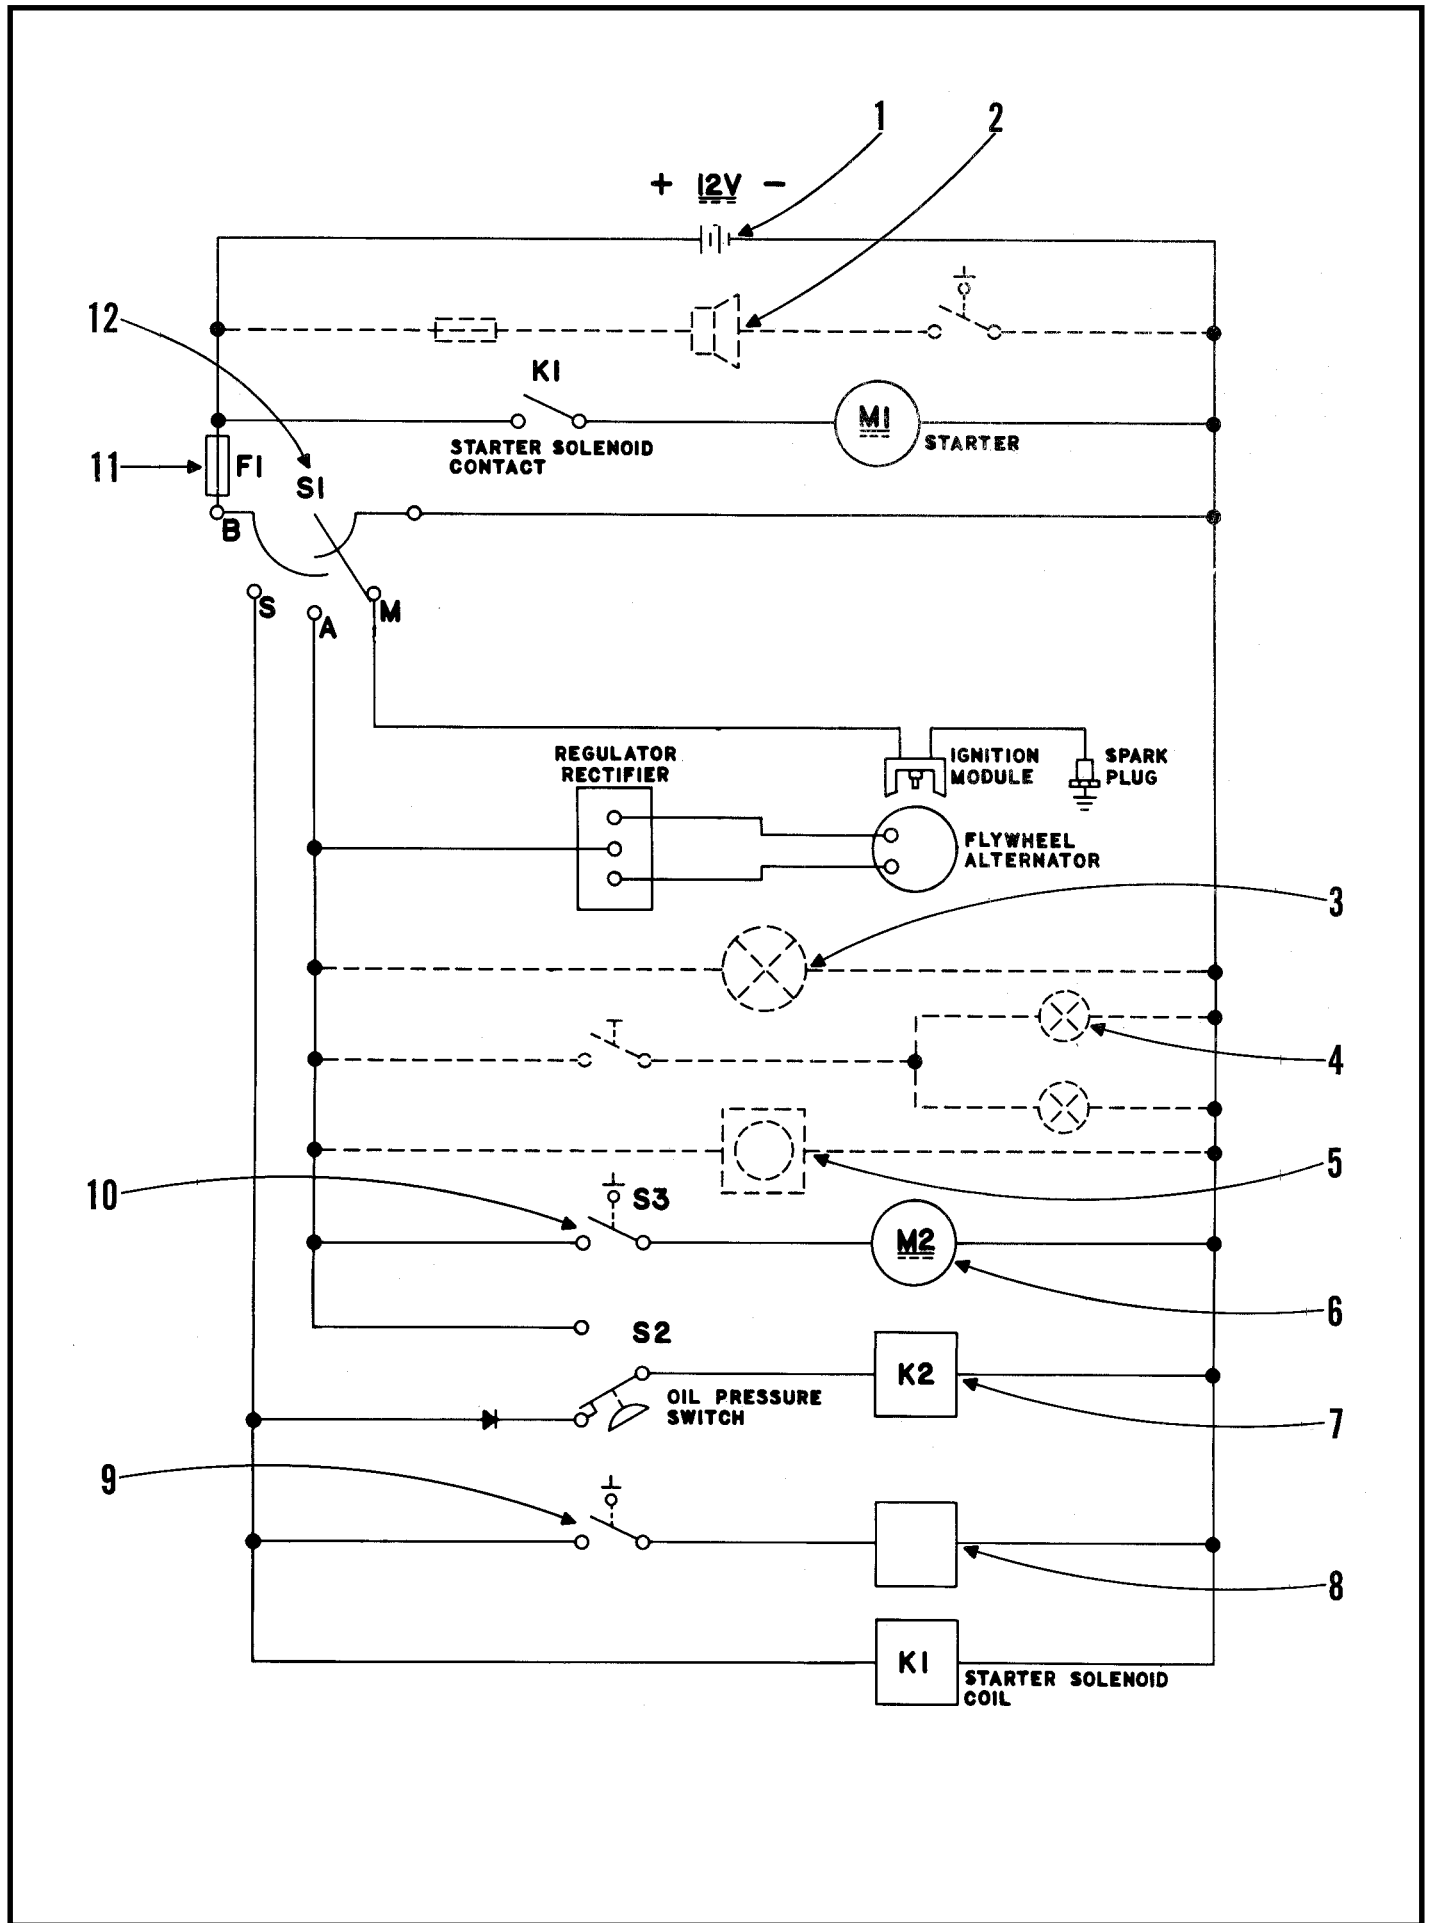 1
2
+ 12V −
12
K1
M1
STARTER SOLENOID
CONTACT
STARTER
11
F1
S1
B
S
A
M
REGULATOR
RECTIFIER
IGNITION
MODULE
SPARK
PLUG
FLYWHEEL
ALTERNATOR
3
4
5
10
S3
M2
6
S2
K2
OIL PRESSURE
SWITCH
7
9
8
K1
STARTER SOLENOID
COIL